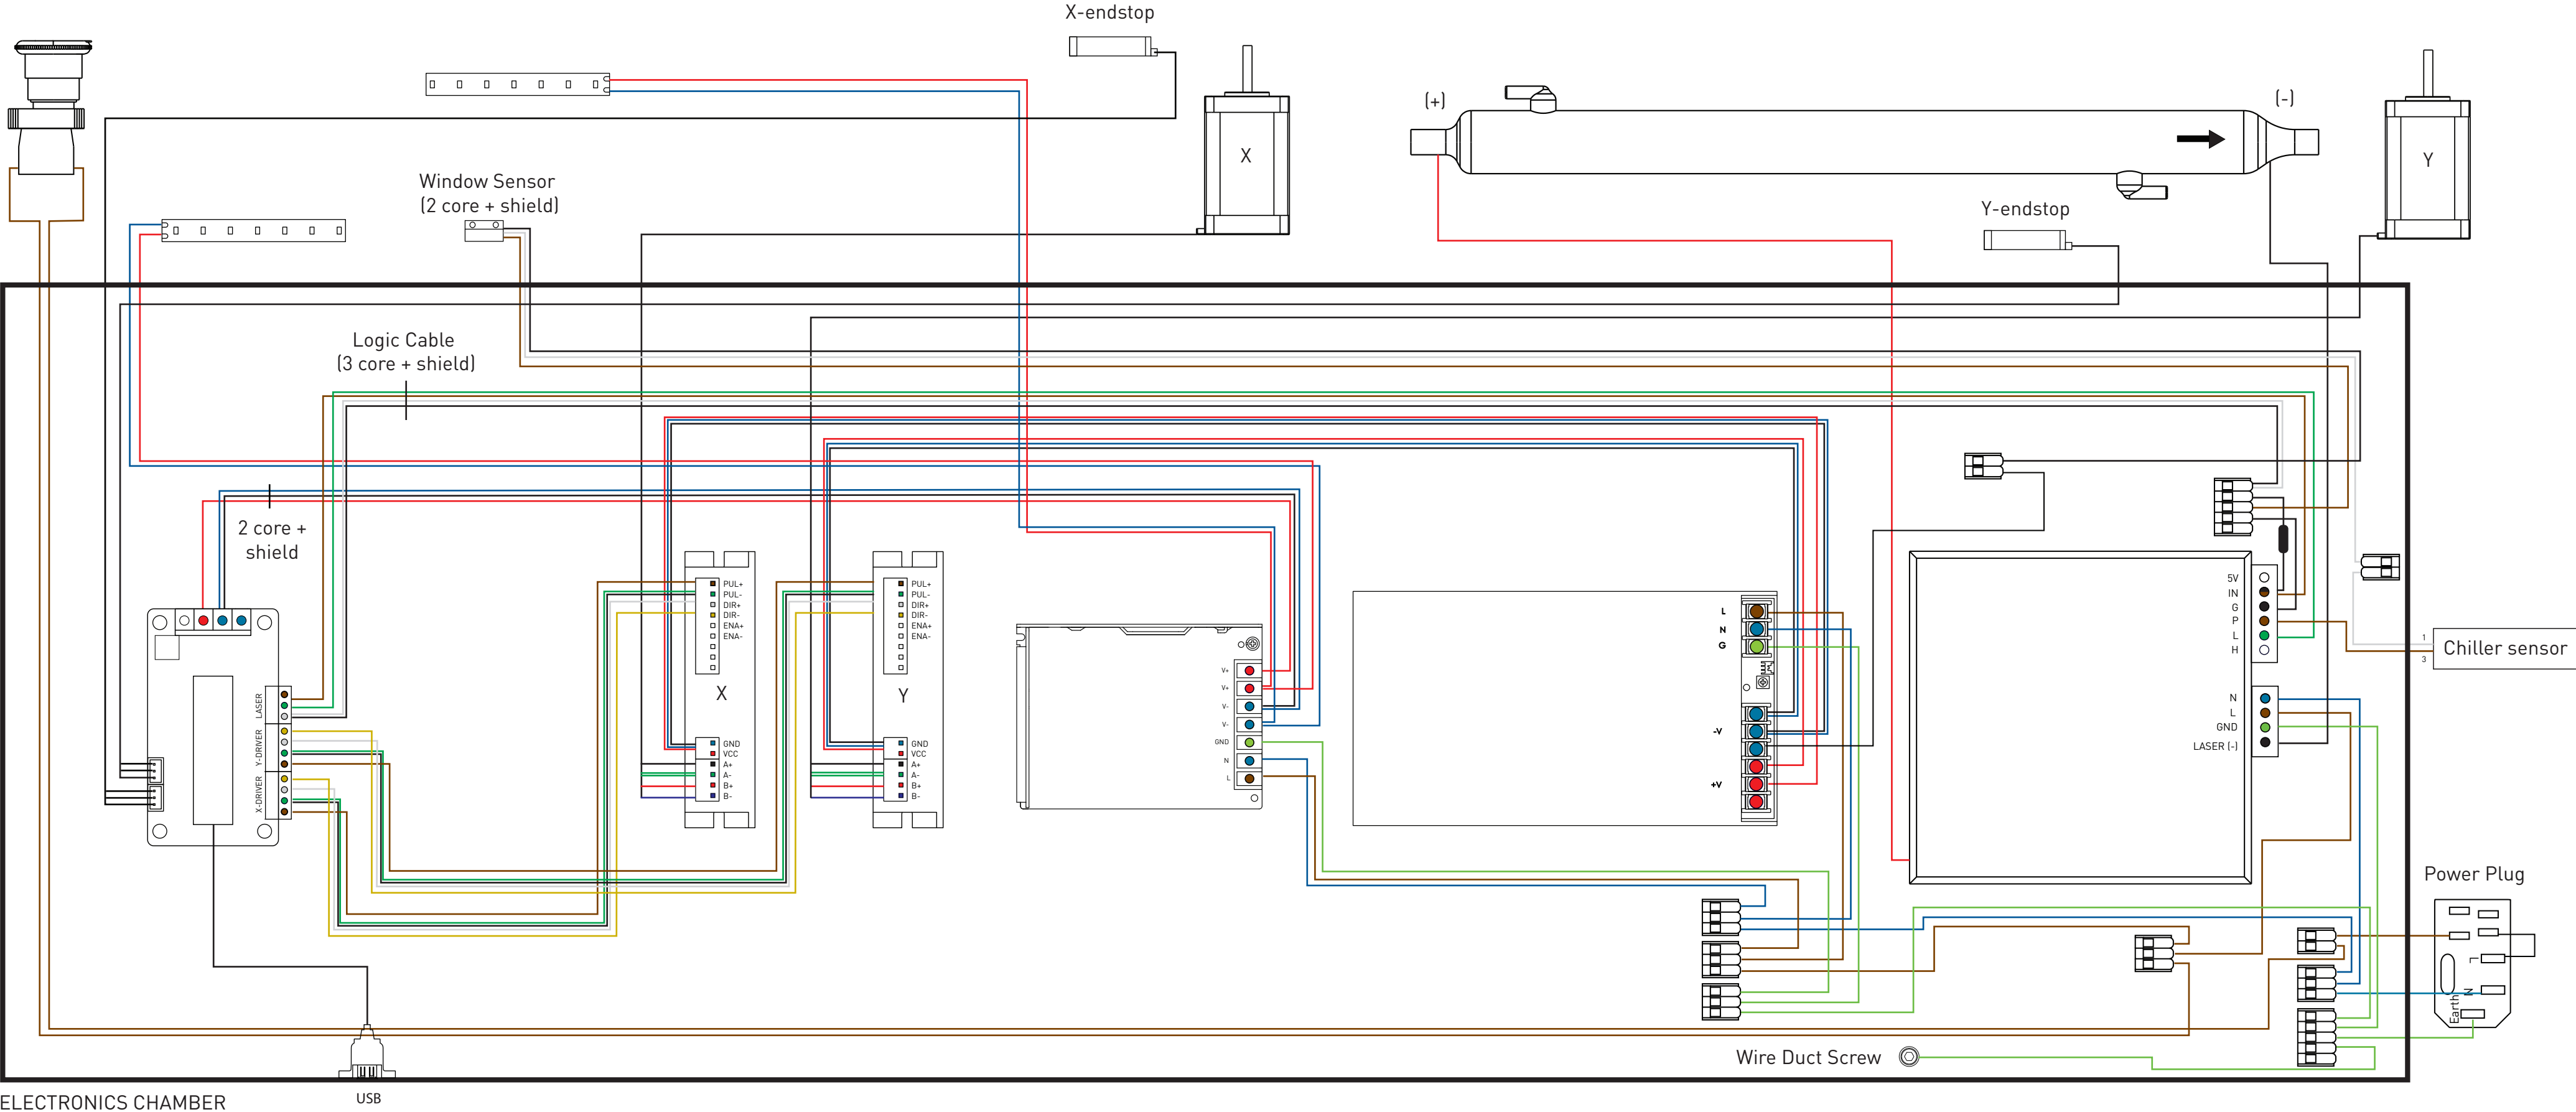 X-endstop
X
(+)
(-)
Y
Window Sensor
(2 core + shield)
Y-endstop
Logic Cable
(3 core + shield)
2 core +
shield
LASER
Y-DRIVER
X-DRIVER
PUL+
PUL-
DIR+
DIR-
ENA+
ENA-
X
GND
VCC
A+
A-
B+
B-
PUL+
PUL-
DIR+
DIR-
ENA+
ENA-
Y
GND
VCC
A+
A-
B+
B-
V+
V+
V-
V-
GND
N
L
L
N
G
-V
+V
5V
IN
G
P
L
H
N
L
GND
LASER (-)
1
3
Chiller sensor
Power Plug
L
N
Earth
Wire Duct Screw
USB
ELECTRONICS CHAMBER